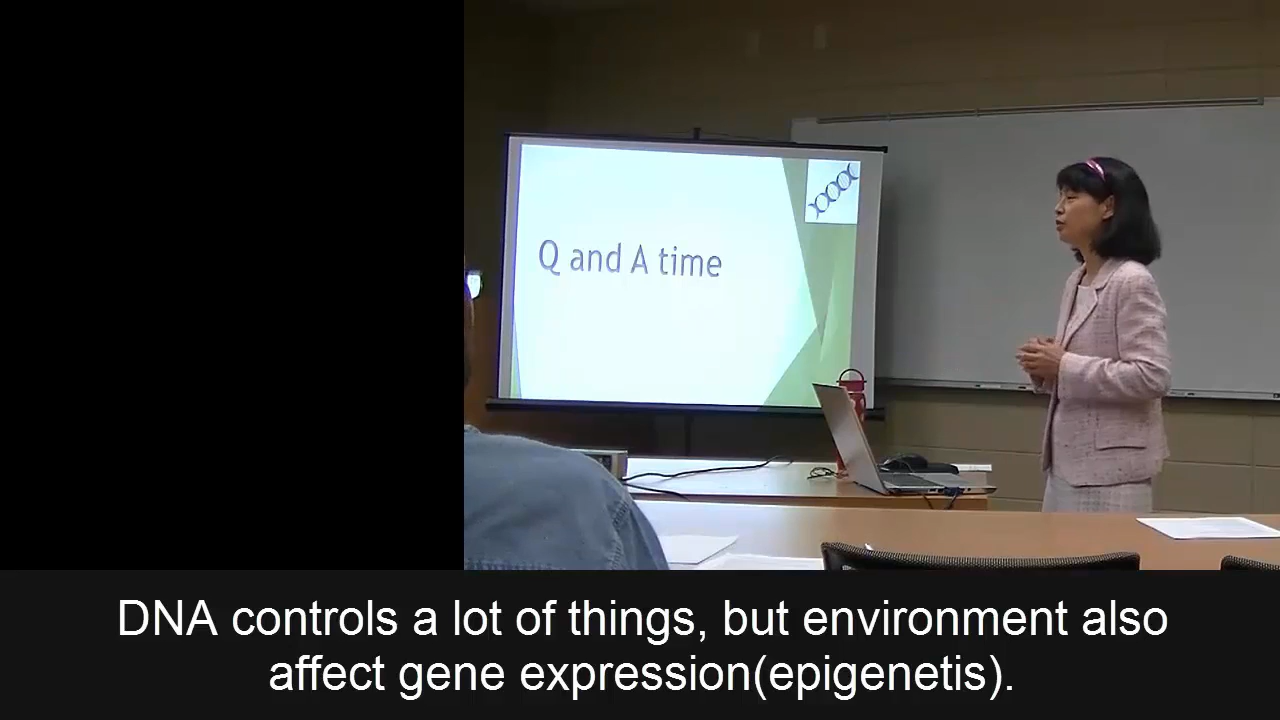 Q and A time
DNA controls a lot of things, but environment also
affect gene expression(epigenetis).